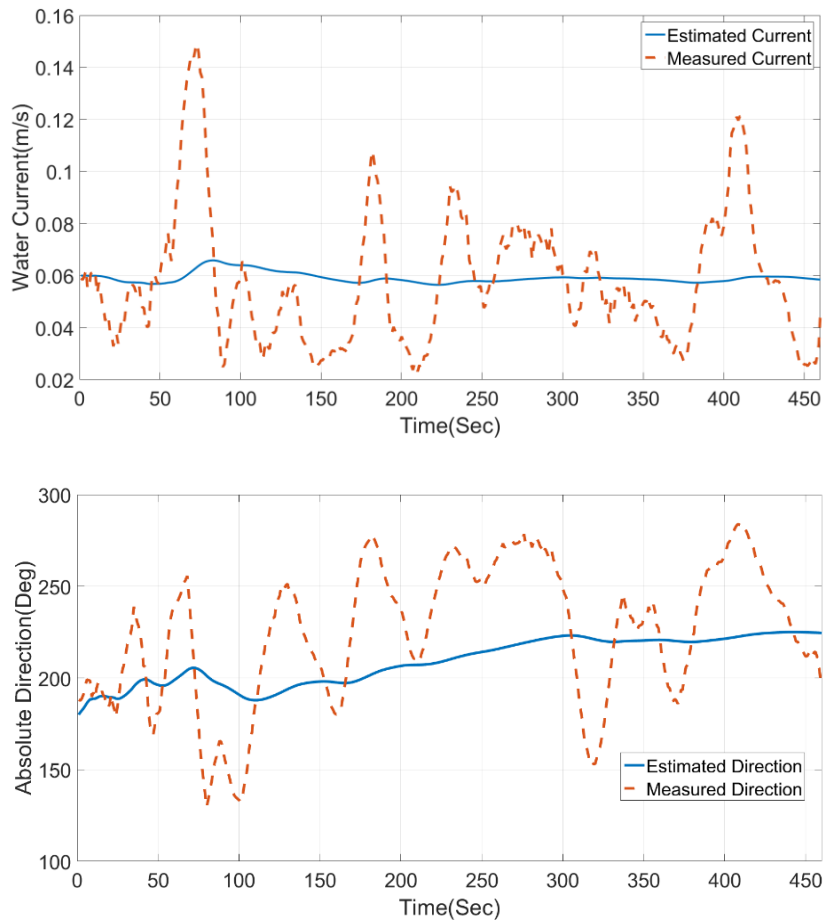 0.16
0.14
0.12
0.1
0.08
0.06
0.04
0.02
Water Current(m/s)
Estimated Current
Measured Current
0 50 100 150 200 250 300 350 400 450
Time(Sec)
300
250
200
150
100
Absolute Direction(Deg)
Estimated Direction
Measured Direction
0 50 100 150 200 250 300 350 400 450
Time(Sec)